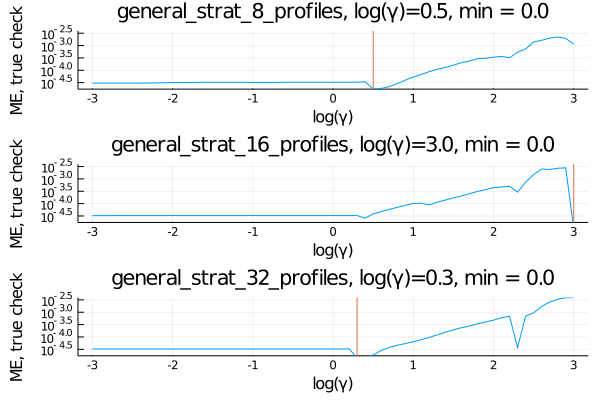 general_strat_8_profiles, log(γ)=0.5, min = 0.0
ME, true check
10^-3.0
10^-3.5
10^-4.0
10^-4.5
-3 -2 -1 0 1 2 3
log(γ)
general_strat_16_profiles, log(γ)=3.0, min = 0.0
ME, true check
10^-2.5
10^-3.0
10^-3.5
10^-4.0
10^-4.5
-3 -2 -1 0 1 2 3
log(γ)
general_strat_32_profiles, log(γ)=0.3, min = 0.0
ME, true check
10^-2.5
10^-3.0
10^-3.5
10^-4.0
10^-4.5
-3 -2 -1 0 1 2 3
log(γ)